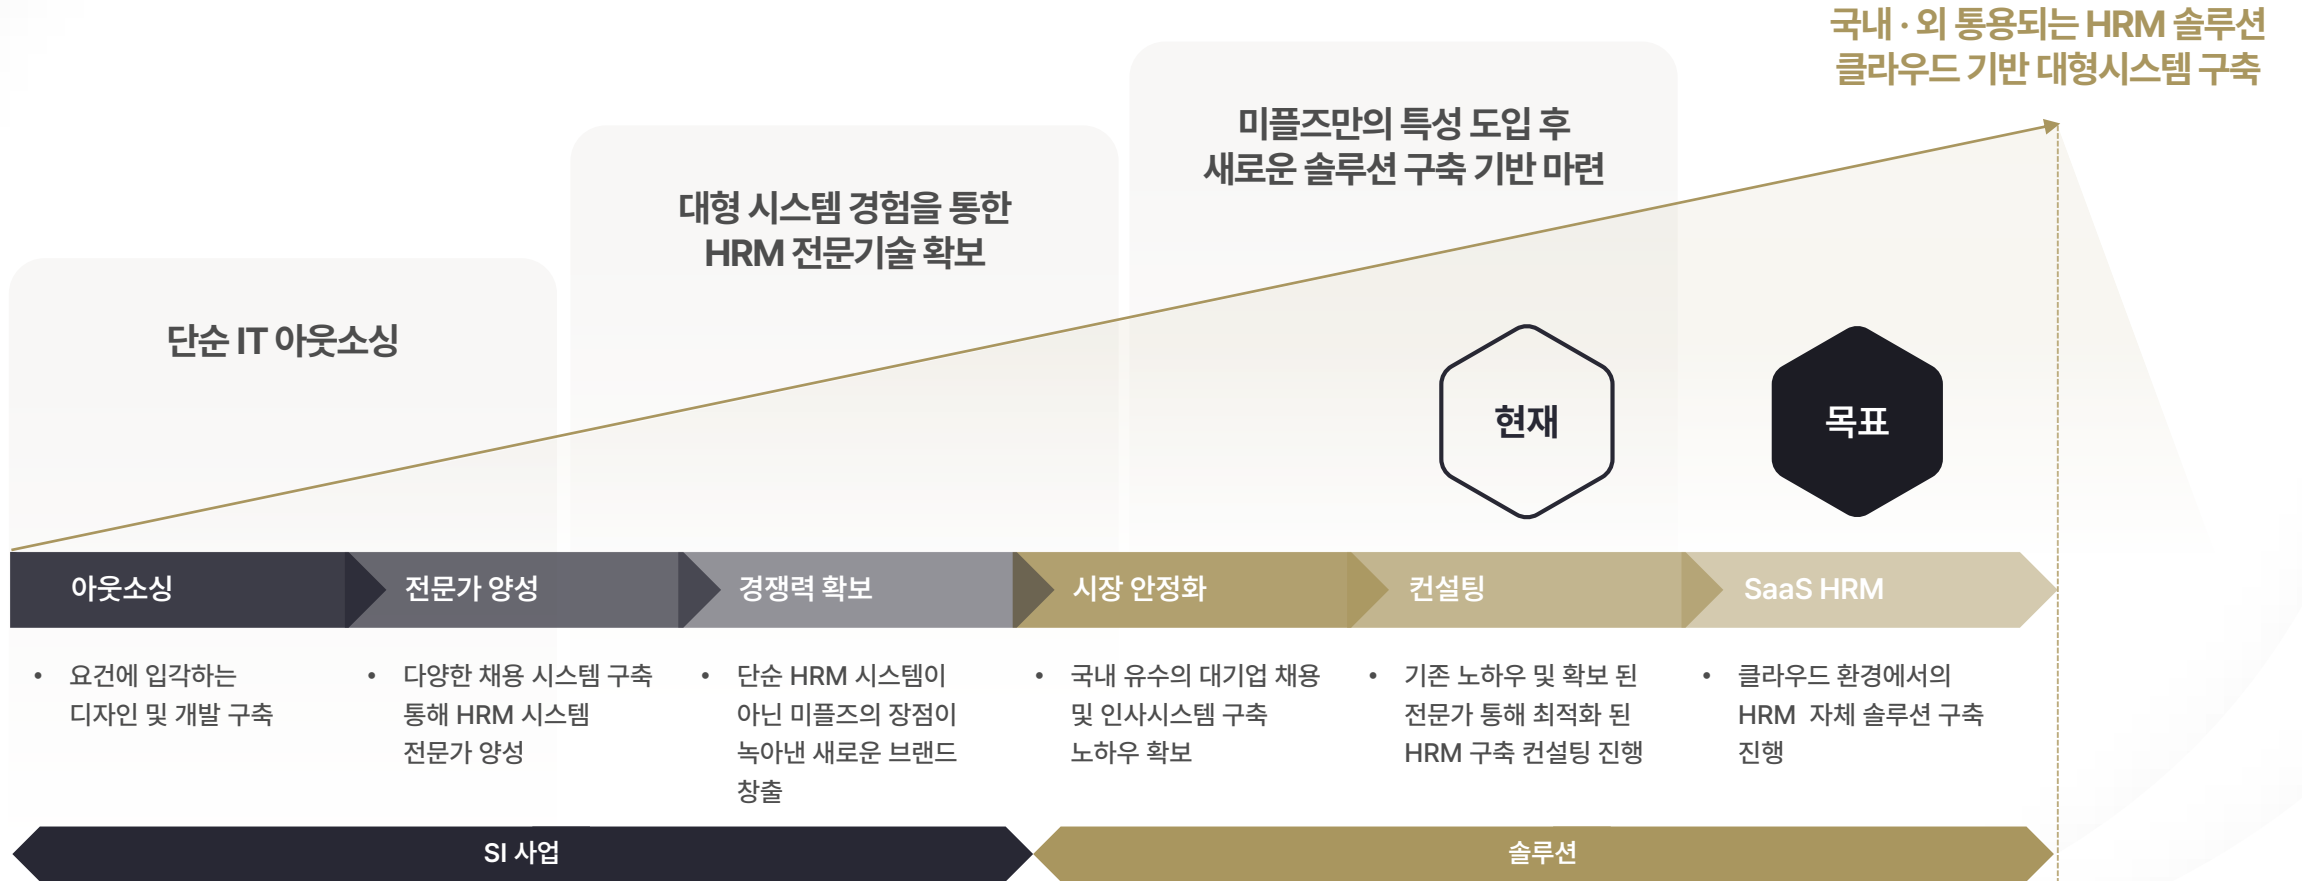 국내 · 외 통용되는 HRM 솔루션
클라우드 기반 대형시스템 구축
미플즈만의 특성 도입 후
새로운 솔루션 구축 기반 마련
대형 시스템 경험을 통한
HRM 전문기술 확보
단순 IT 아웃소싱
현재
목표
아웃소싱
전문가 양성
경쟁력 확보
시장 안정화
컨설팅
SaaS HRM
• 요건에 입각하는
디자인 및 개발 구축
• 다양한 채용 시스템 구축
통해 HRM 시스템
전문가 양성
• 단순 HRM 시스템이
아닌 미플즈의 장점이
녹아낸 새로운 브랜드
창출
• 국내 유수의 대기업 채용
및 인사시스템 구축
노하우 확보
• 기존 노하우 및 확보 된
전문가 통해 최적화 된
HRM 구축 컨설팅 진행
• 클라우드 환경에서의
HRM 자체 솔루션 구축
진행
SI 사업
솔루션